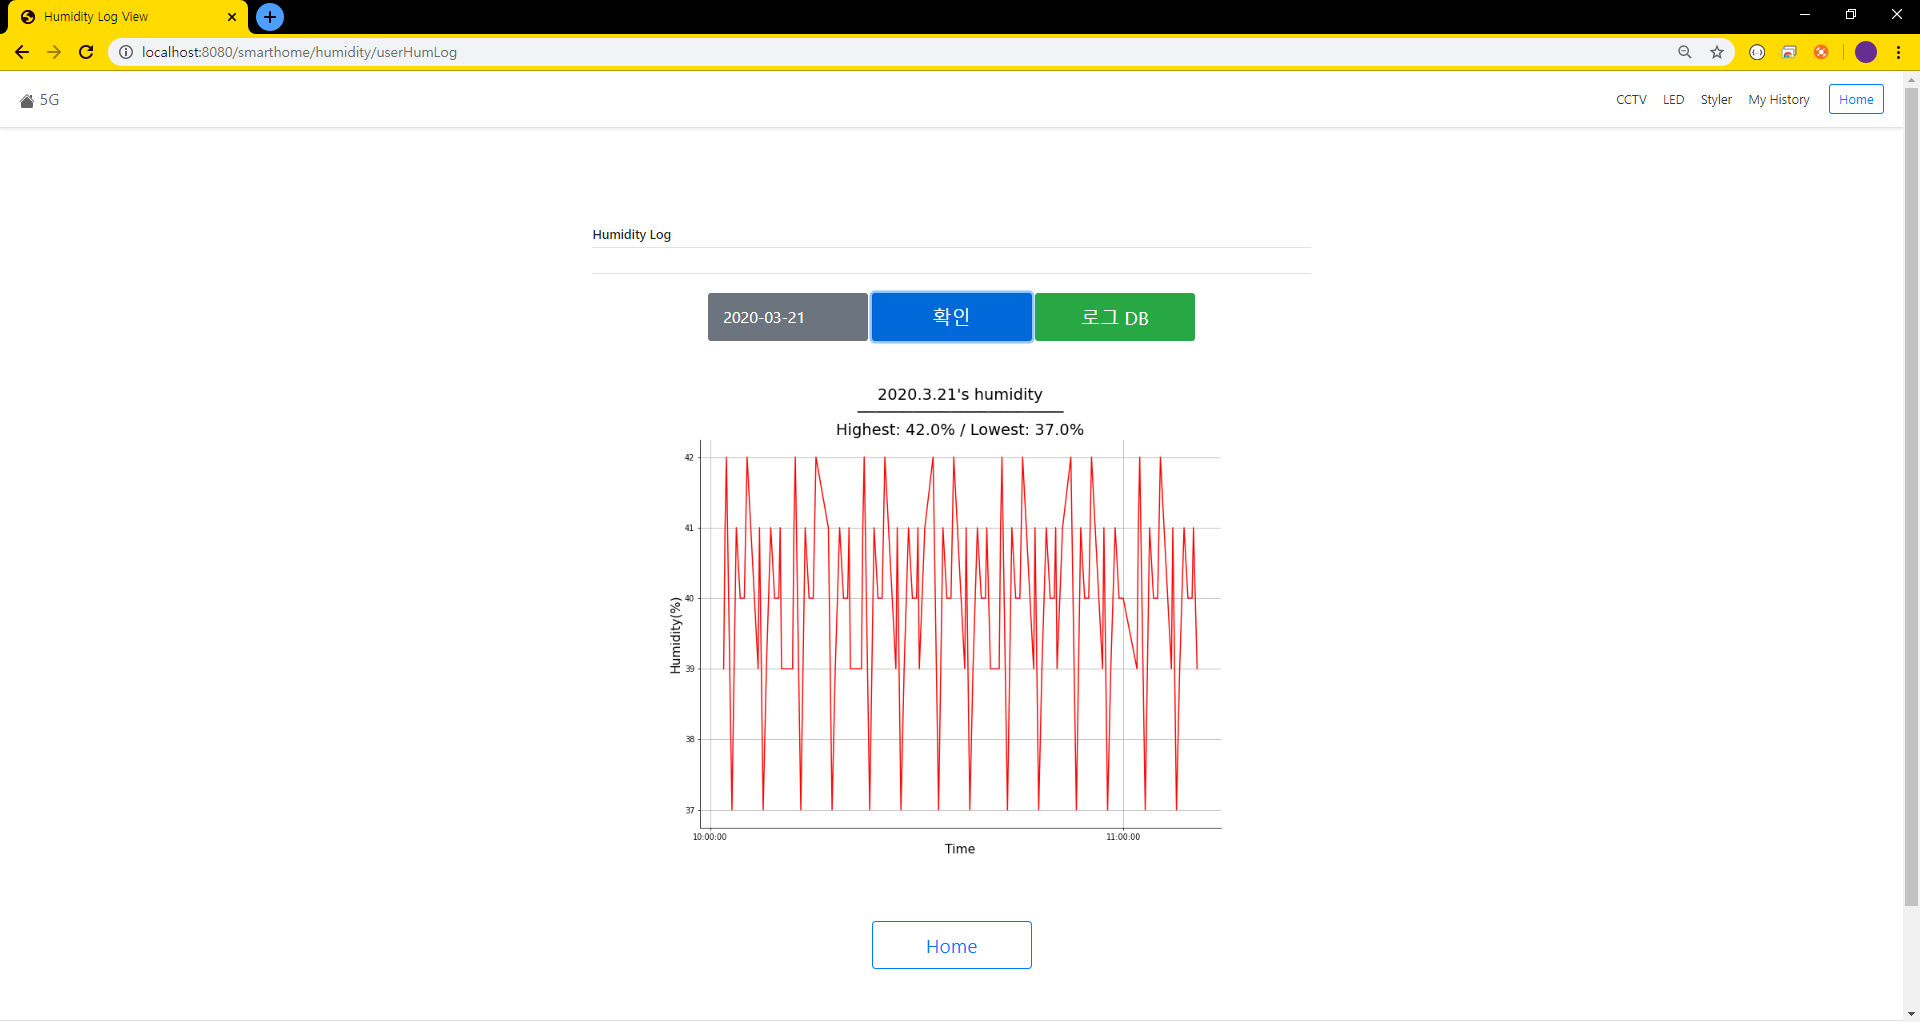 Humidity Log View
localhost:8080/smarthome/humidity/userHumLog
5G
CCTV LED Styler My History Home
Humidity Log
2020-03-21 확인 로그 DB
2020.3.21's humidity
Highest: 42.0% / Lowest: 37.0%
42
41
40
39
38
37
Humidity(%)
10:00:00 11:00:00
Time
Home